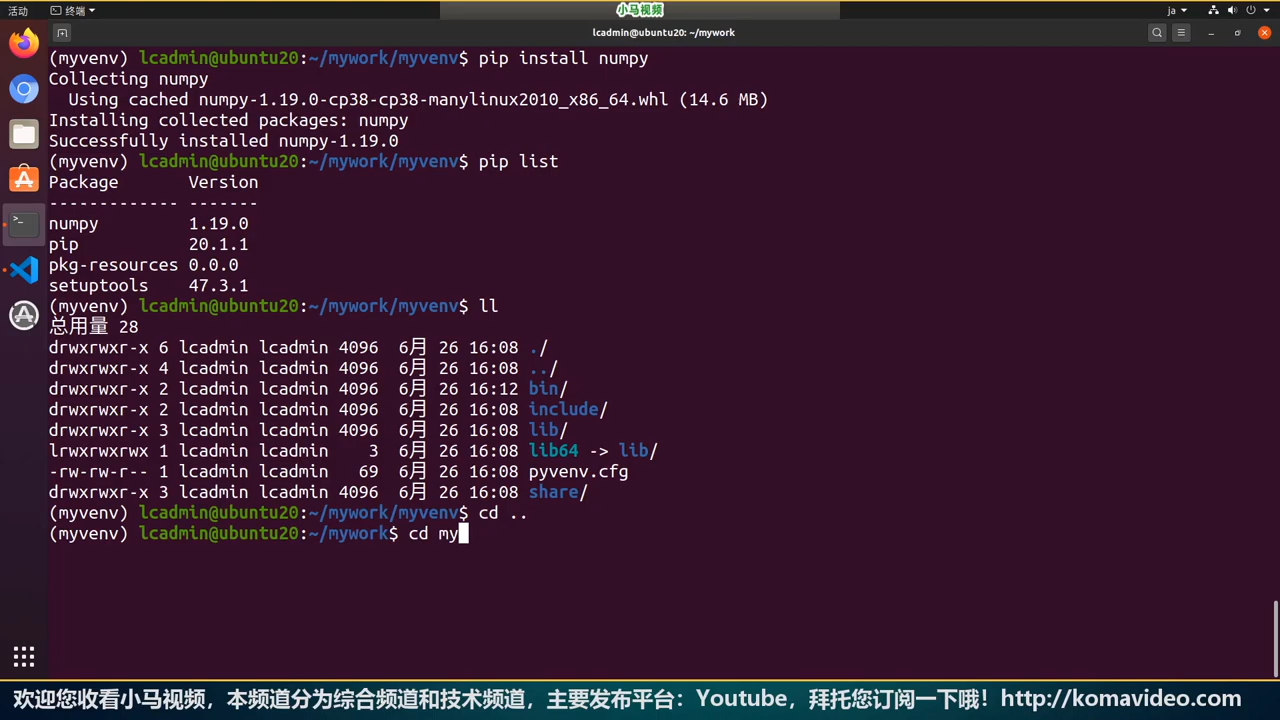 活动
终端
小马视频
ja
lcadmin@ubuntu20: ~/mywork
(myvenv) lcadmin@ubuntu20:~/mywork/myvenv$ pip install numpy
Collecting numpy
  Using cached numpy-1.19.0-cp38-cp38-manylinux2010_x86_64.whl (14.6 MB)
Installing collected packages: numpy
Successfully installed numpy-1.19.0
(myvenv) lcadmin@ubuntu20:~/mywork/myvenv$ pip list
Package       Version
------------- -------
numpy         1.19.0
pip           20.1.1
pkg-resources 0.0.0
setuptools    47.3.1
(myvenv) lcadmin@ubuntu20:~/mywork/myvenv$ ll
总用量 28
drwxrwxr-x 6 lcadmin lcadmin 4096  6月 26 16:08 ./
drwxrwxr-x 4 lcadmin lcadmin 4096  6月 26 16:08 ../
drwxrwxr-x 2 lcadmin lcadmin 4096  6月 26 16:12 bin/
drwxrwxr-x 2 lcadmin lcadmin 4096  6月 26 16:08 include/
drwxrwxr-x 3 lcadmin lcadmin 4096  6月 26 16:08 lib/
lrwxrwxrwx 1 lcadmin lcadmin    3  6月 26 16:08 lib64 -> lib/
-rw-rw-r-- 1 lcadmin lcadmin   69  6月 26 16:08 pyvenv.cfg
drwxrwxr-x 3 lcadmin lcadmin 4096  6月 26 16:08 share/
(myvenv) lcadmin@ubuntu20:~/mywork/myvenv$ cd ..
(myvenv) lcadmin@ubuntu20:~/mywork$ cd my
欢迎您收看小马视频，本频道分为综合频道和技术频道，主要发布平台：Youtube，拜托您订阅一下哦！http://komavideo.com